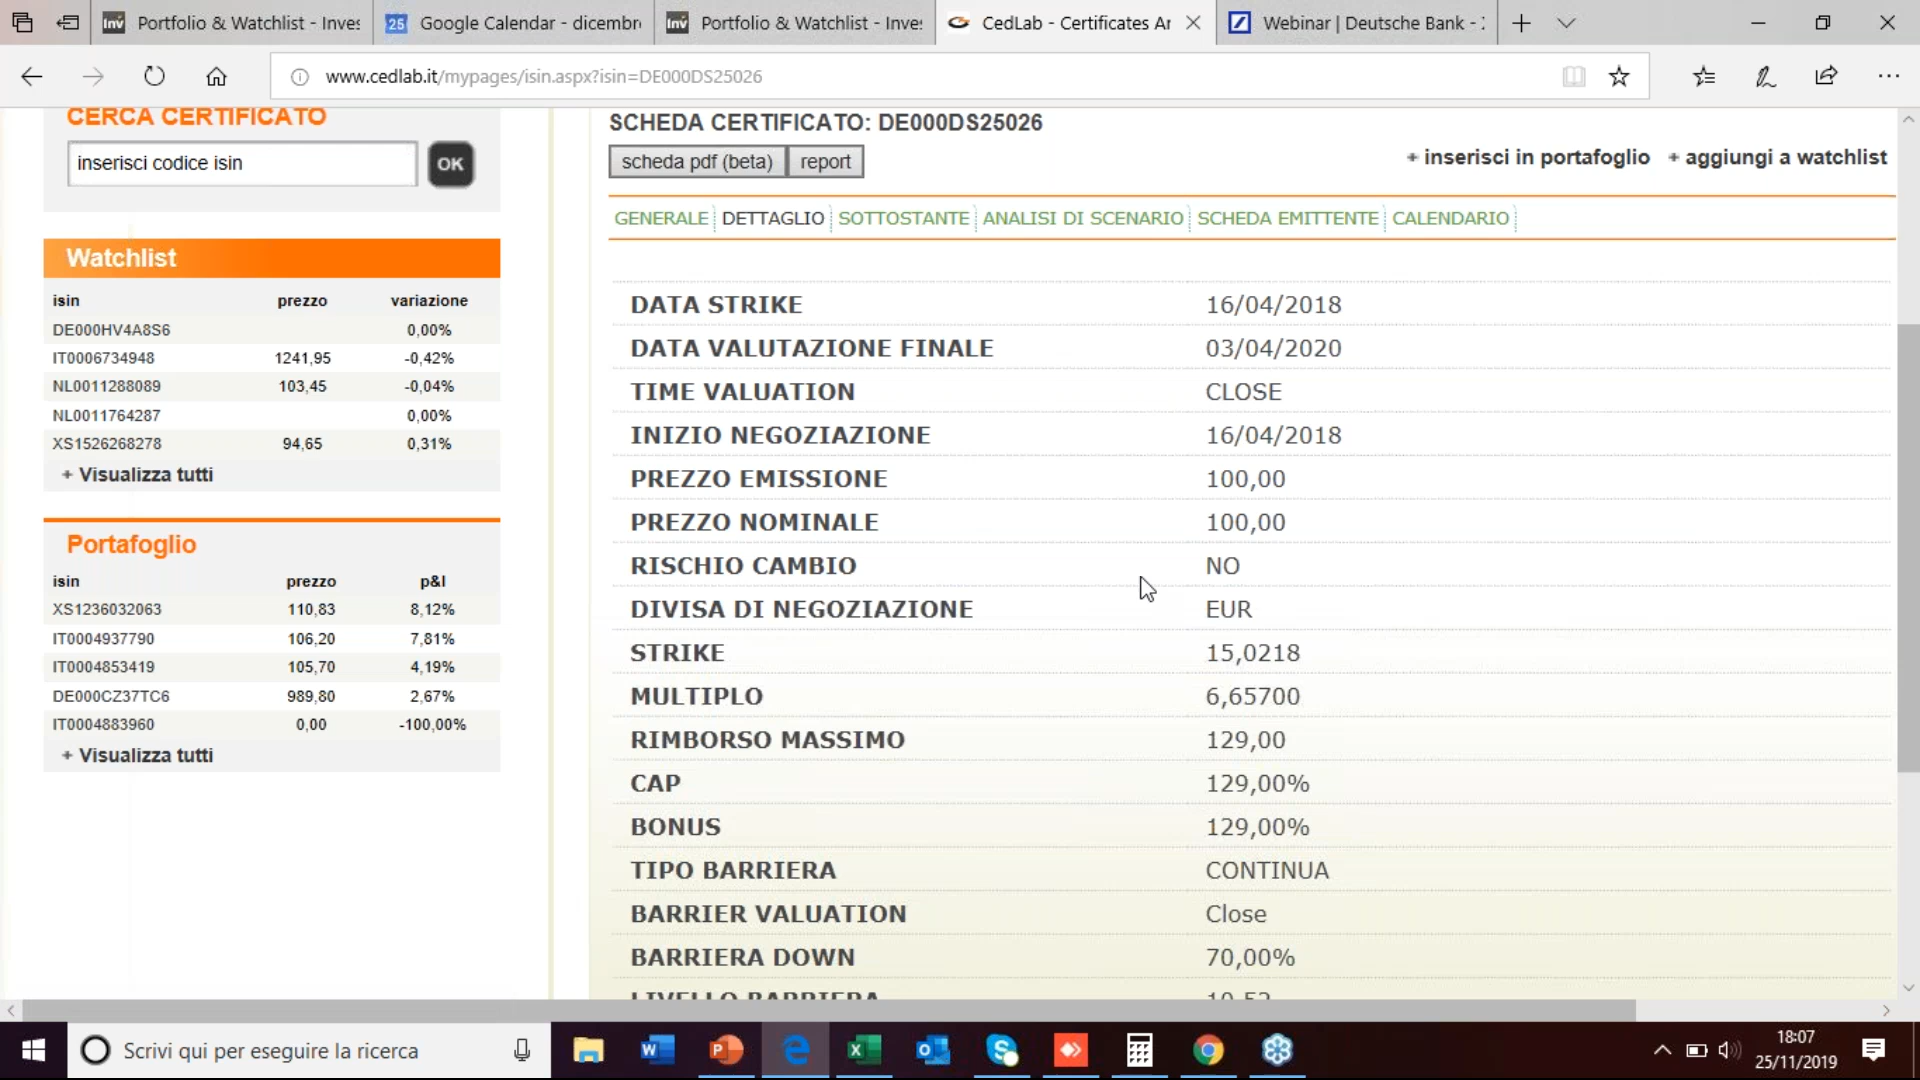 Portfolio & Watchlist - Inves
Google Calendar - dicembre
Portfolio & Watchlist - Inves
CedLab - Certificates Ar
Webinar | Deutsche Bank -
www.cedlab.it/mypages/isin.aspx?isin=DE000DS25026
CERCA CERTIFICATO
inserisci codice isin
OK
Watchlist
isin prezzo variazione
DE000HV4A8S6 0,00%
IT0006734948 1241,95 -0,42%
NL0011288089 103,45 -0,04%
NL0011764287 0,00%
XS1526268278 94,65 0,31%
+ Visualizza tutti
Portafoglio
isin prezzo p&l
XS1236032063 110,83 8,12%
IT0004937790 106,20 7,81%
IT0004853419 105,70 4,19%
DE000CZ37TC6 989,80 2,67%
IT0004883960 0,00 -100,00%
+ Visualizza tutti
SCHEDA CERTIFICATO: DE000DS25026
scheda pdf (beta) report
+ inserisci in portafoglio + aggiungi a watchlist
GENERALE DETTAGLIO SOTTOSTANTE ANALISI DI SCENARIO SCHEDA EMITTENTE CALENDARIO
DATA STRIKE 16/04/2018
DATA VALUTAZIONE FINALE 03/04/2020
TIME VALUATION CLOSE
INIZIO NEGOZIAZIONE 16/04/2018
PREZZO EMISSIONE 100,00
PREZZO NOMINALE 100,00
RISCHIO CAMBIO NO
DIVISA DI NEGOZIAZIONE EUR
STRIKE 15,0218
MULTIPLO 6,65700
RIMBORSO MASSIMO 129,00
CAP 129,00%
BONUS 129,00%
TIPO BARRIERA CONTINUA
BARRIER VALUATION Close
BARRIERA DOWN 70,00%
LIVELLO BARRIERA
Scrivi qui per eseguire la ricerca
18:07
25/11/2019